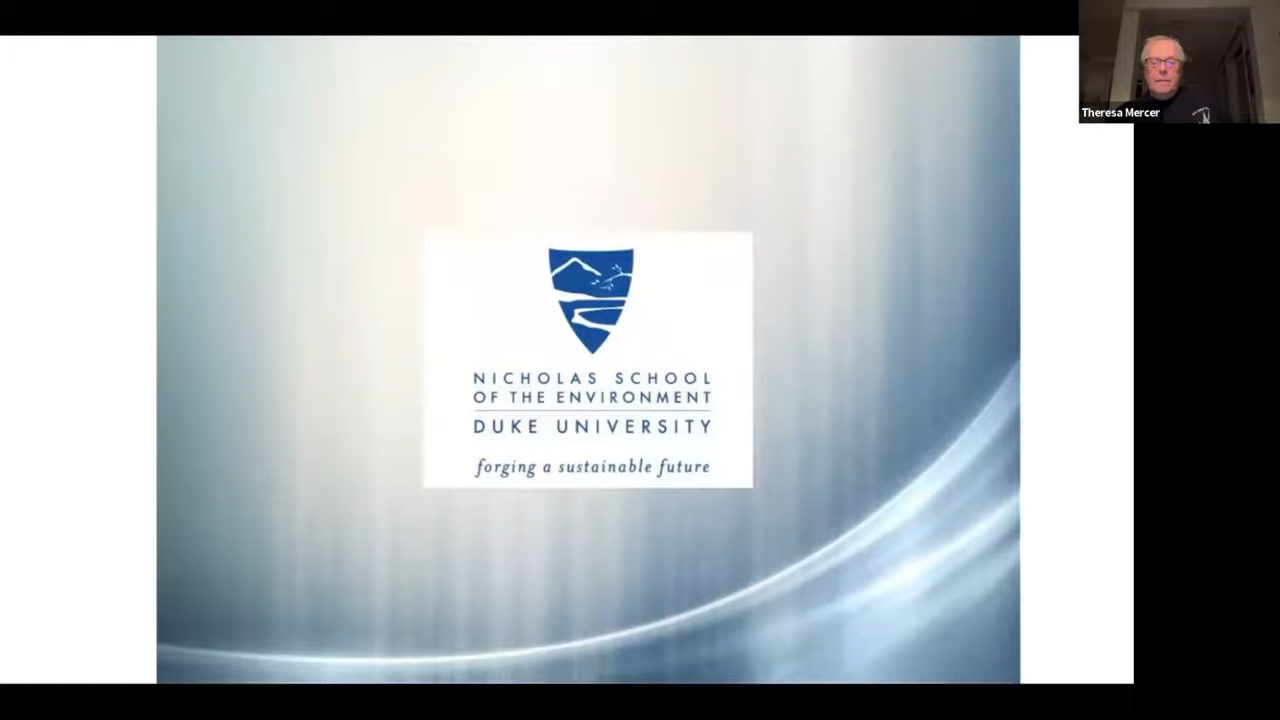 Theresa Mercer
NICHOLAS SCHOOL
OF THE ENVIRONMENT
DUKE UNIVERSITY
forging a sustainable future